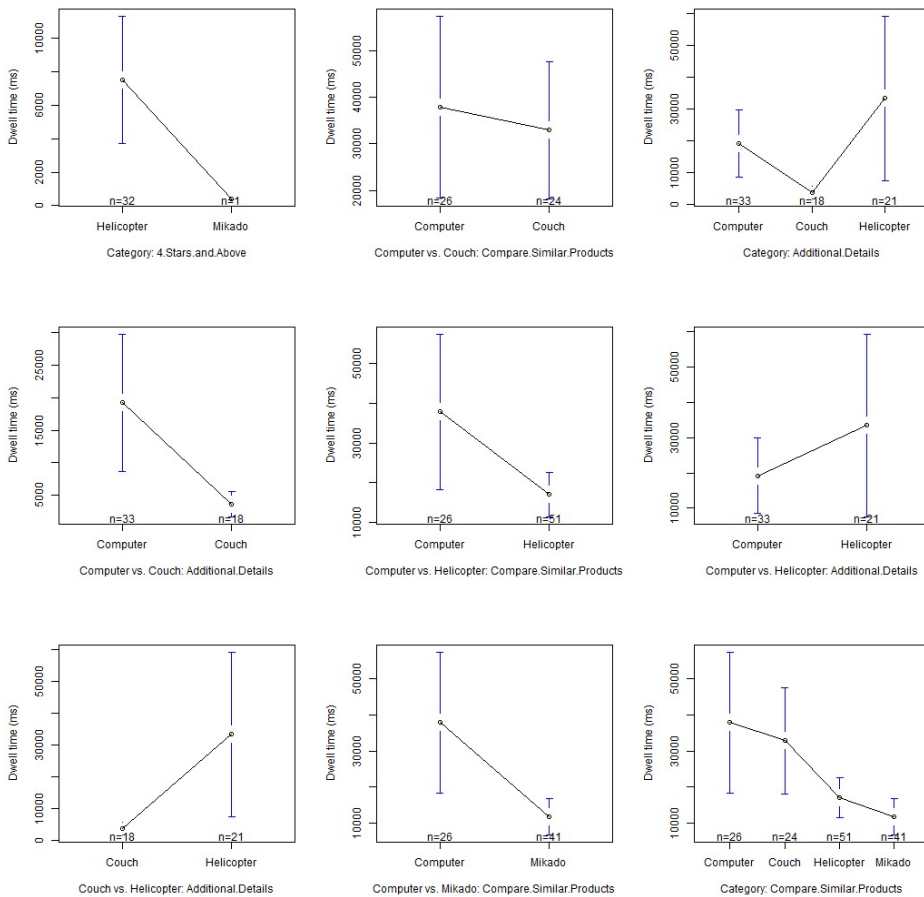 Dwell time (ms)
10000
6000
2000
0
n=32 n=1
Helicopter Mikado
Category: 4.Stars.and.Above
Dwell time (ms)
50000
40000
30000
20000
n=26 n=24
Computer Couch
Computer vs. Couch: Compare.Similar.Products
Dwell time (ms)
50000
30000
10000
0
n=33 n=18 n=21
Computer Couch Helicopter
Category: Additional.Details
Dwell time (ms)
25000
15000
5000
n=33 n=18
Computer Couch
Computer vs. Couch: Additional.Details
Dwell time (ms)
50000
30000
10000
n=26 n=51
Computer Helicopter
Computer vs. Helicopter: Compare.Similar.Products
Dwell time (ms)
50000
30000
10000
n=33 n=21
Computer Helicopter
Computer vs. Helicopter: Additional.Details
Dwell time (ms)
50000
30000
10000
0
n=18 n=21
Couch Helicopter
Couch vs. Helicopter: Additional.Details
Dwell time (ms)
50000
30000
10000
n=26 n=41
Computer Mikado
Computer vs. Mikado: Compare.Similar.Products
Dwell time (ms)
50000
30000
10000
n=26 n=24 n=51 n=41
Computer Couch Helicopter Mikado
Category: Compare.Similar.Products